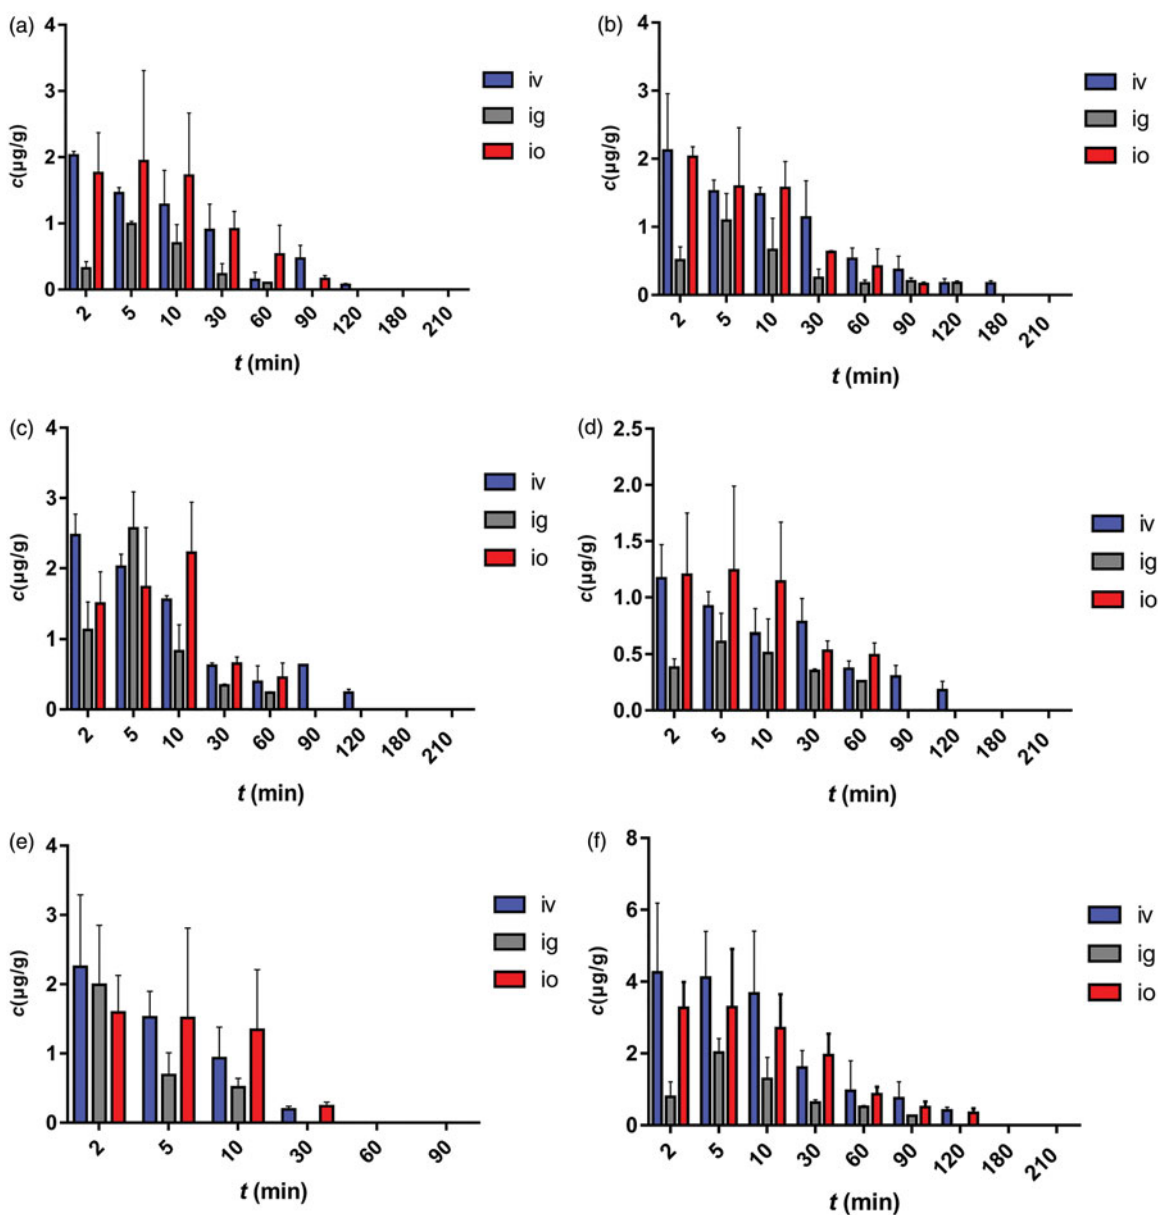 (a)
4
3
2
1
0
c(μg/g)
2 5 10 30 60 90 120 180 210
t (min)
iv
ig
io
(b)
4
3
2
1
0
c(μg/g)
2 5 10 30 60 90 120 180 210
t (min)
iv
ig
io
(c)
4
3
2
1
0
c(μg/g)
2 5 10 30 60 90 120 180 210
t (min)
iv
ig
io
(d)
2.5
2.0
1.5
1.0
0.5
0.0
c(μg/g)
2 5 10 30 60 90 120 180 210
t (min)
iv
ig
io
(e)
4
3
2
1
0
c(μg/g)
2 5 10 30 60 90
t (min)
iv
ig
io
(f)
8
6
4
2
0
c(μg/g)
2 5 10 30 60 90 120 180 210
t (min)
iv
ig
io